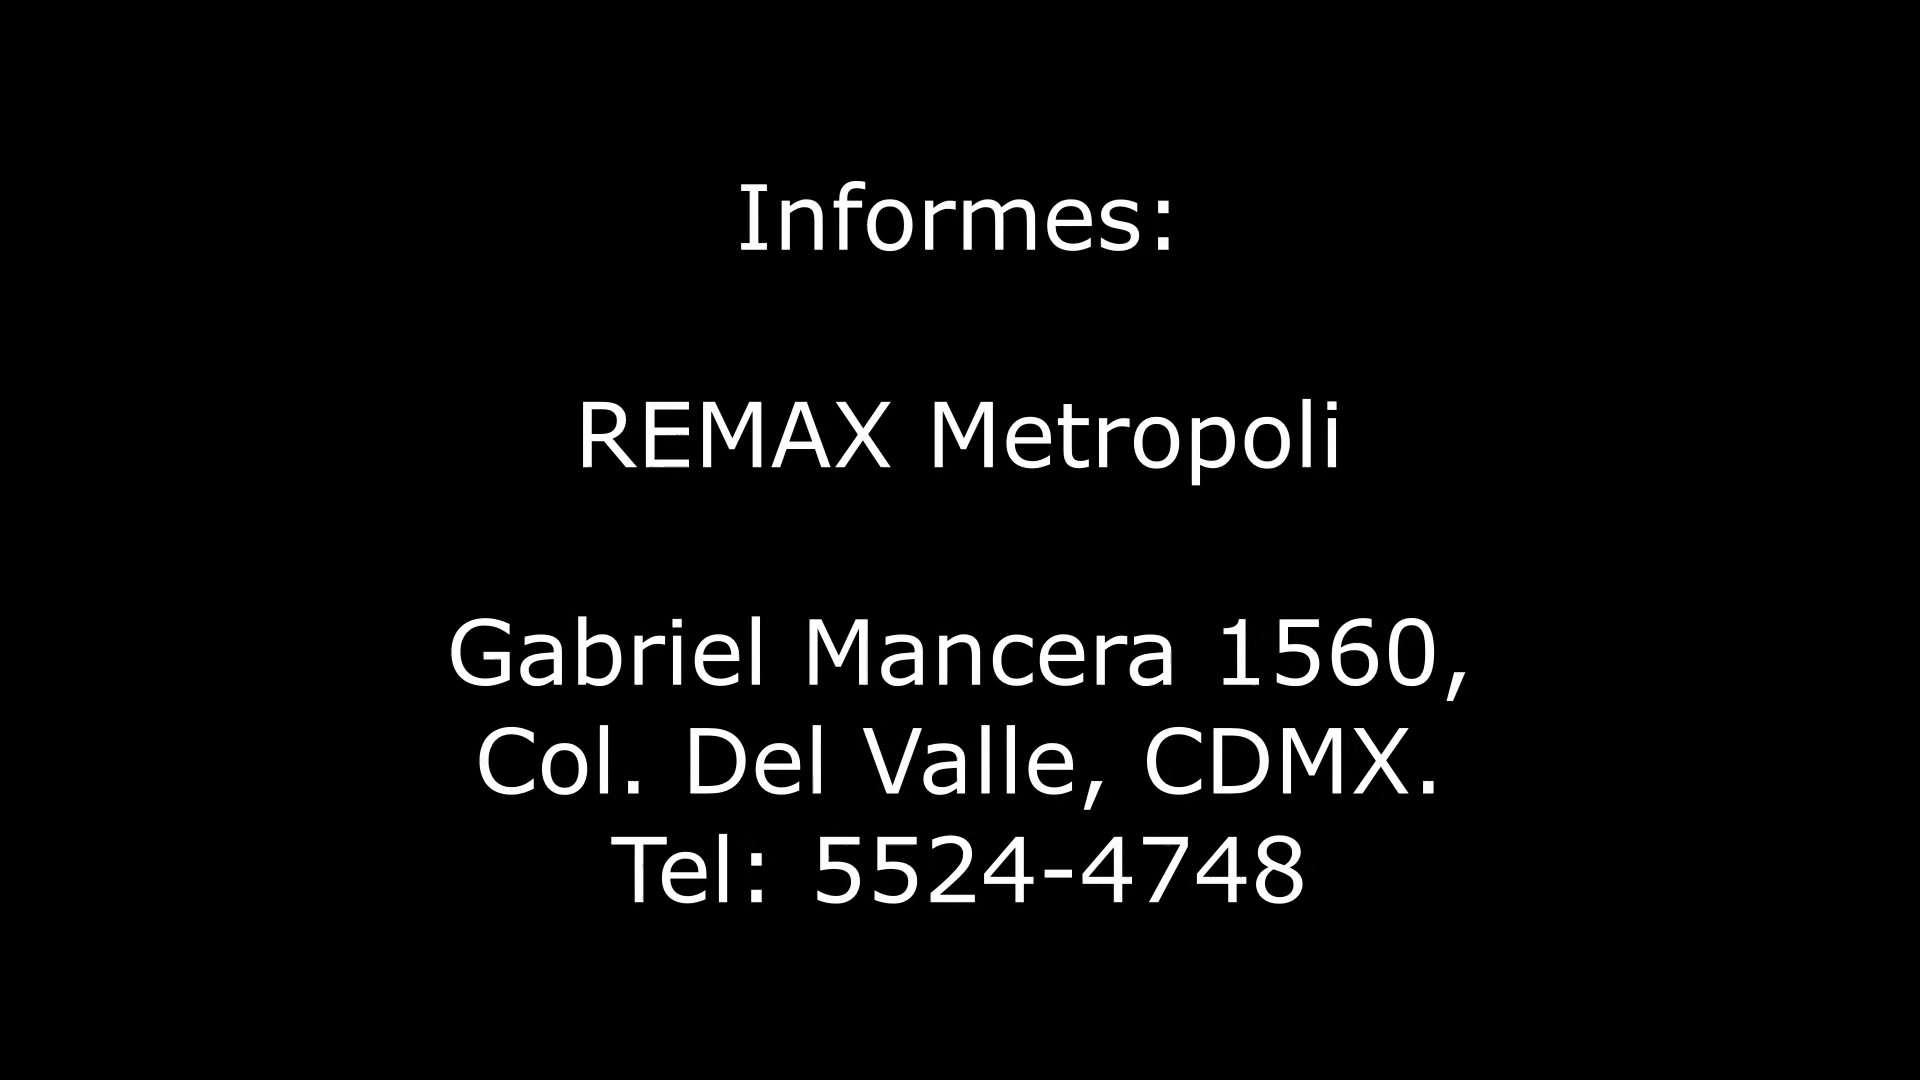 Informes:
REMAX Metropoli
Gabriel Mancera 1560,
Col. Del Valle, CDMX.
Tel: 5524-4748